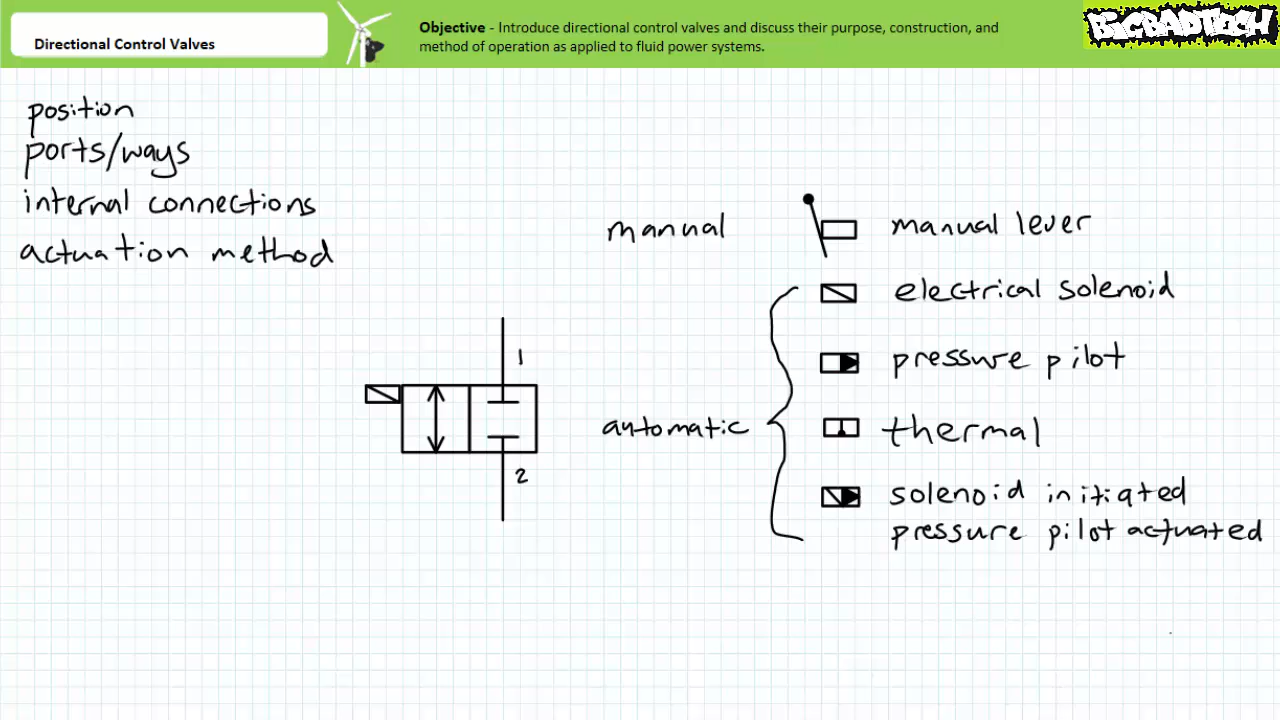 Directional Control Valves
Objective - Introduce directional control valves and discuss their purpose, construction, and
method of operation as applied to fluid power systems.
BIGBADTECH
position
ports/ways
internal connections
actuation method
manual
manual lever
electrical solenoid
pressure pilot
automatic
thermal
solenoid initiated
pressure pilot actuated
1
2